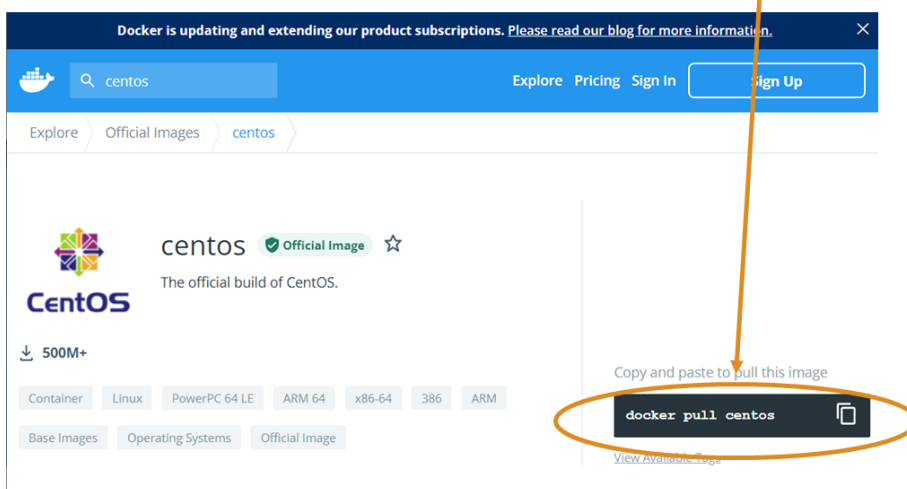 Docker is updating and extending our product subscriptions. Please read our blog for more information.
centos
Explore Pricing Sign In Sign Up
Explore Official Images centos
centos Official Image
The official build of CentOS.
CentOS
500M+
Copy and paste to pull this image
Container Linux PowerPC 64 LE ARM 64 x86-64 386 ARM
docker pull centos
Base Images Operating Systems Official Image
View Available Tags